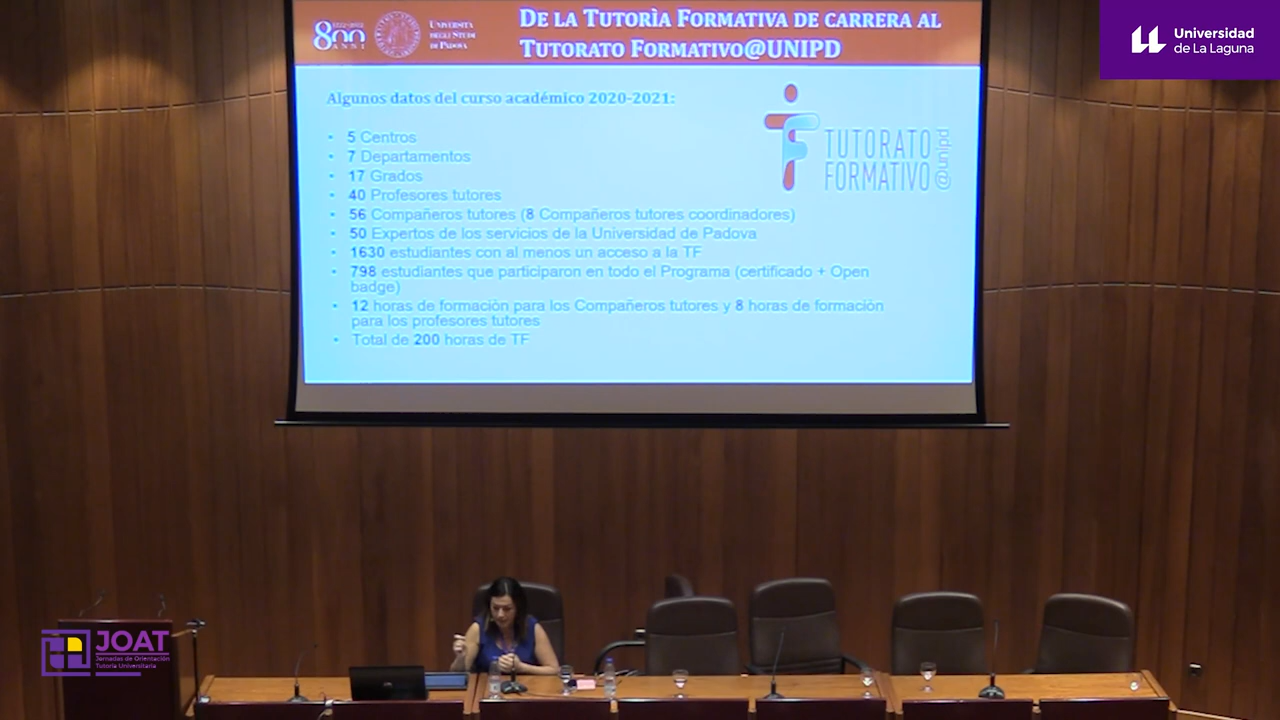 1222-2022
800
ANNI
UNIVERSITÀ
DEGLI STUDI
DI PADOVA
DE LA TUTORÌA FORMATIVA DE CARRERA AL
TUTORATO FORMATIVO@UNIPD
Universidad
de La Laguna
Algunos datos del curso académico 2020-2021:
• 5 Centros
• 7 Departamentos
• 17 Grados
• 40 Profesores tutores
• 56 Compañeros tutores (8 Compañeros tutores coordinadores)
• 50 Expertos de los servicios de la Universidad de Padova
• 1630 estudiantes con al menos un acceso a la TF
• 798 estudiantes que participaron en todo el Programa (certificado + Open
badge)
• 12 horas de formaciòn para los Compañeros tutores y 8 horas de formaciòn
para los profesores tutores
• Total de 200 horas de TF
TUTORATO
FORMATIVO
@unipd
JOAT
Jornadas de Orientación
Tutoría Universitaria